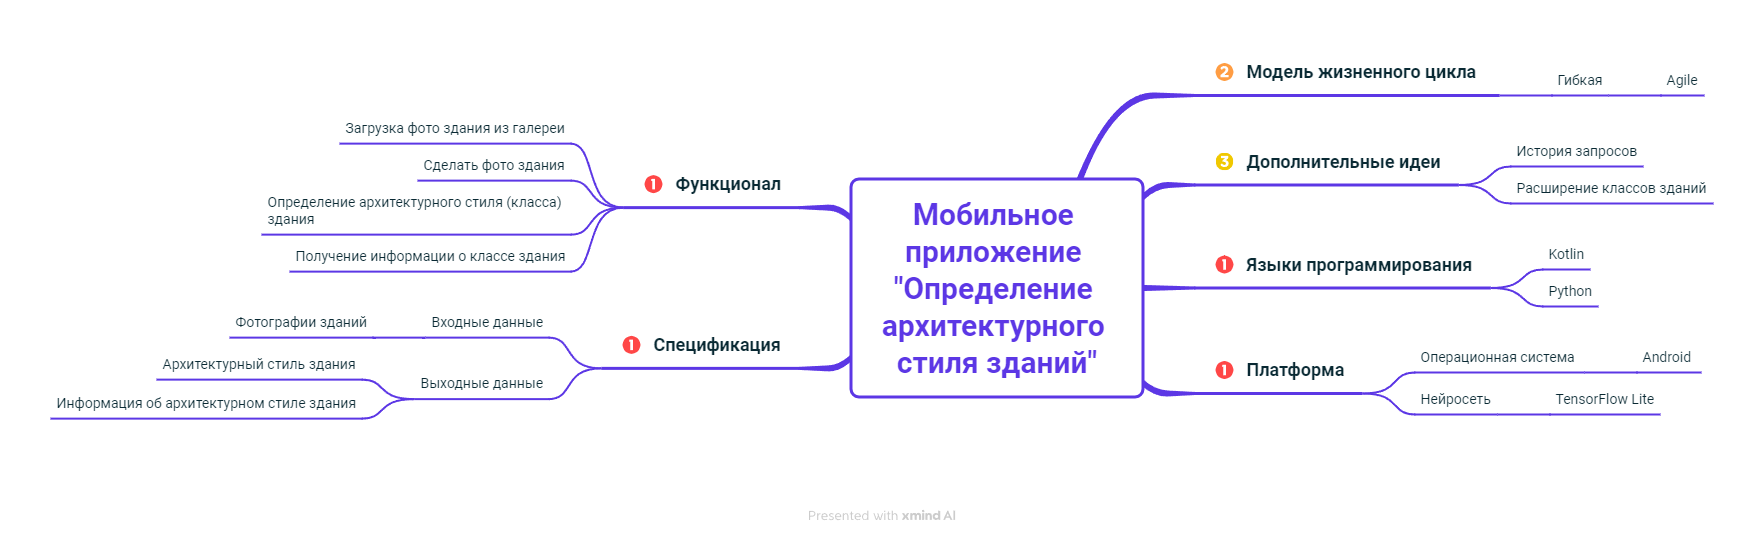 Мобильное
приложение
"Определение
архитектурного
стиля зданий"
2 Модель жизненного цикла
Гибкая
Agile
3 Дополнительные идеи
История запросов
Расширение классов зданий
1 Языки программирования
Kotlin
Python
1 Платформа
Операционная система
Android
Нейросеть
TensorFlow Lite
1 Функционал
Загрузка фото здания из галереи
Сделать фото здания
Определение архитектурного стиля (класса)
здания
Получение информации о классе здания
1 Спецификация
Входные данные
Фотографии зданий
Выходные данные
Архитектурный стиль здания
Информация об архитектурном стиле здания
Presented with xmind AI